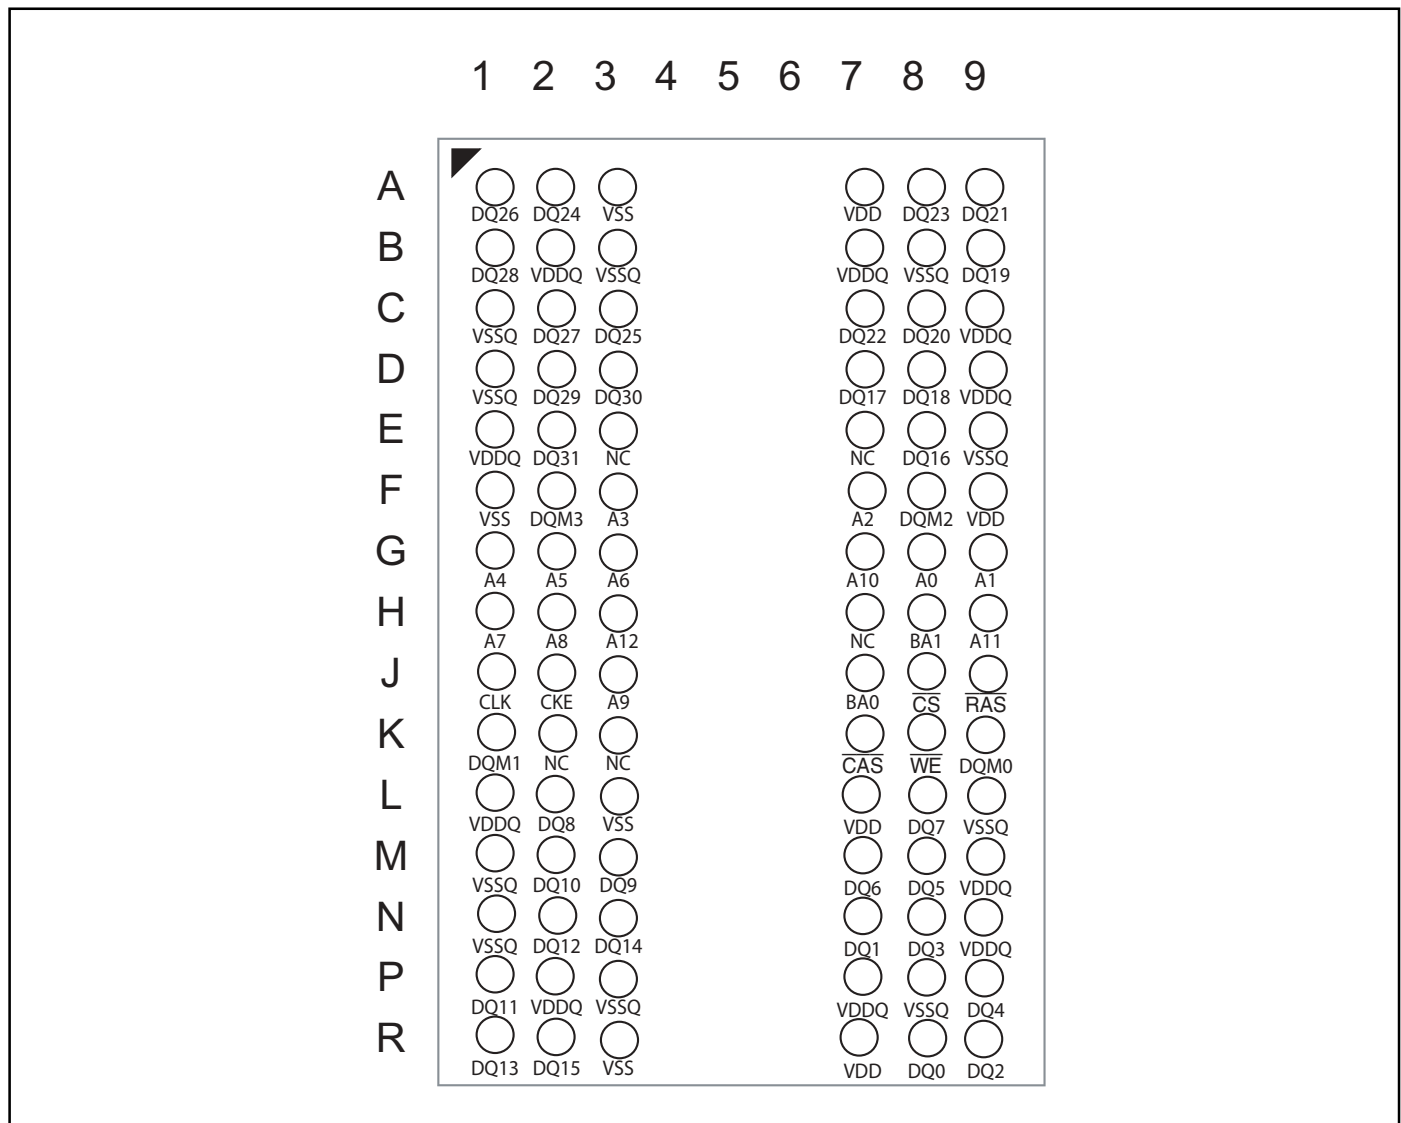 1 2 3 4 5 6 7 8 9
A
DQ26 DQ24 VSS VDD DQ23 DQ21
B
DQ28 VDDQ VSSQ VDDQ VSSQ DQ19
C
VSSQ DQ27 DQ25 DQ22 DQ20 VDDQ
D
VSSQ DQ29 DQ30 DQ17 DQ18 VDDQ
E
VDDQ DQ31 NC NC DQ16 VSSQ
F
VSS DQM3 A3 A2 DQM2 VDD
G
A4 A5 A6 A10 A0 A1
H
A7 A8 A12 NC BA1 A11
J
CLK CKE A9 BA0 C̅S̅ R̅A̅S̅
K
DQM1 NC NC C̅A̅S̅ W̅E̅ DQM0
L
VDDQ DQ8 VSS VDD DQ7 VSSQ
M
VSSQ DQ10 DQ9 DQ6 DQ5 VDDQ
N
VSSQ DQ12 DQ14 DQ1 DQ3 VDDQ
P
DQ11 VDDQ VSSQ VDDQ VSSQ DQ4
R
DQ13 DQ15 VSS VDD DQ0 DQ2